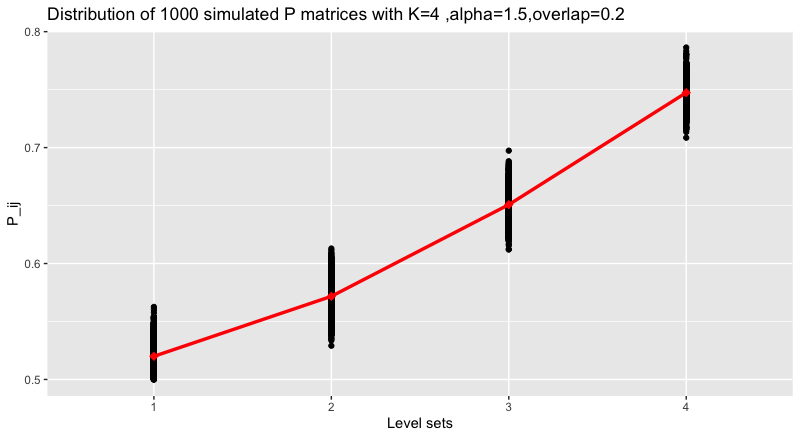 Distribution of 1000 simulated P matrices with K=4 ,alpha=1.5,overlap=0.2
0.8
0.7
0.6
0.5
P_ij
1 2 3 4
Level sets